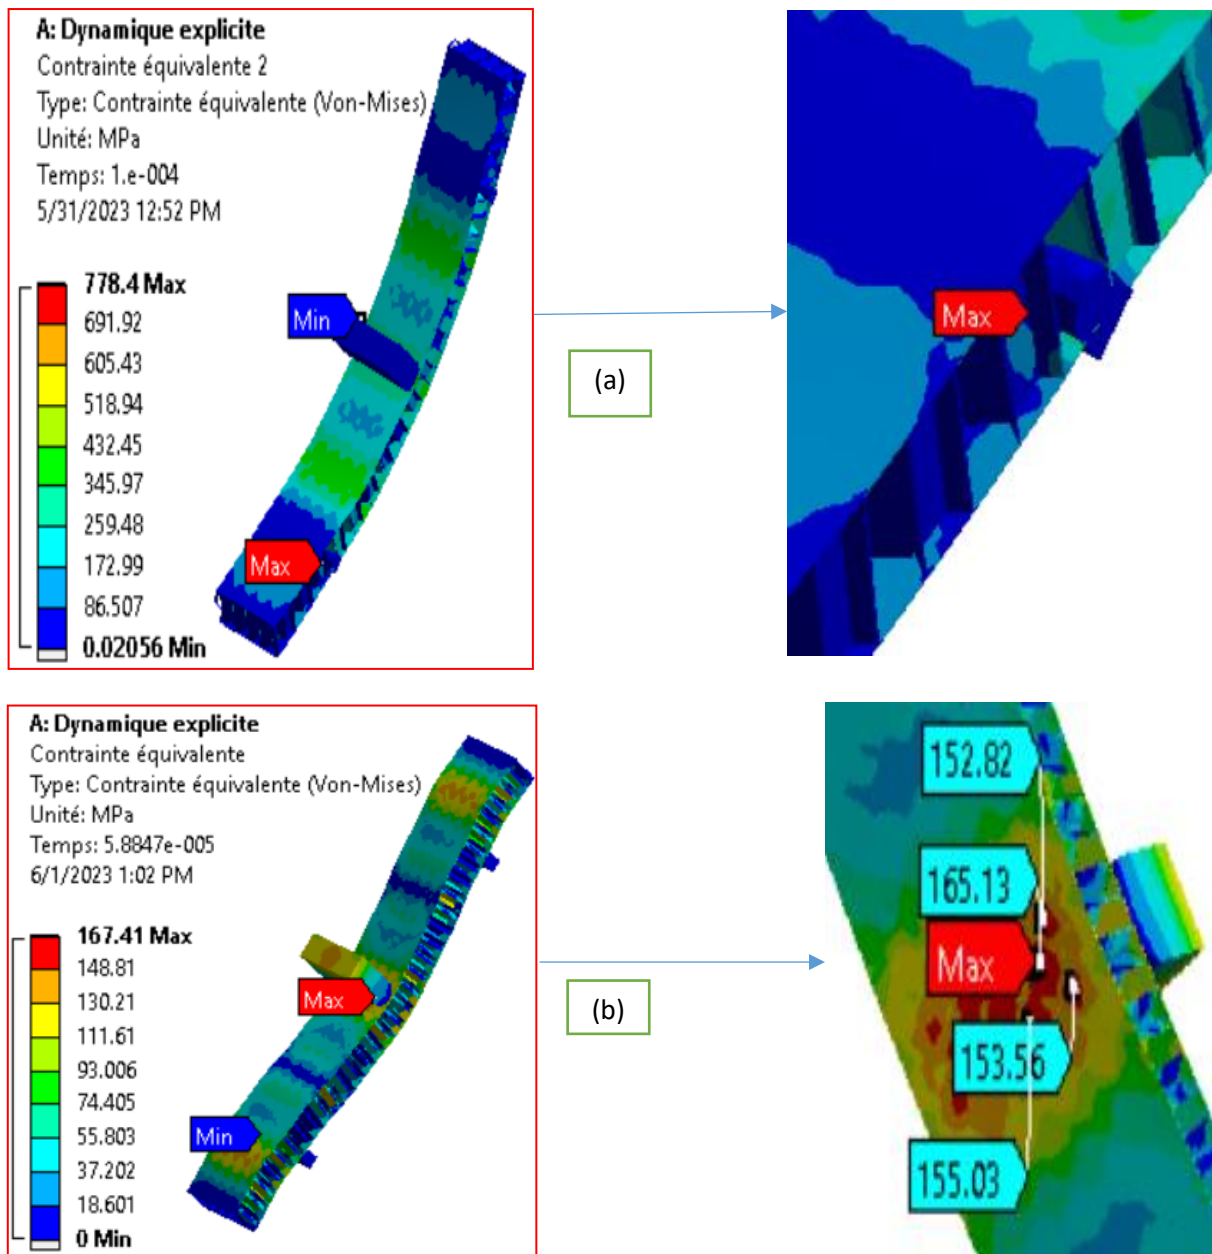 A: Dynamique explicite
Contrainte équivalente 2
Type: Contrainte équivalente (Von-Mises)
Unité: MPa
Temps: 1.e-004
5/31/2023 12:52 PM
778.4 Max
691.92
605.43
518.94
432.45
345.97
259.48
172.99
86.507
0.02056 Min
Min
Max
(a)
Max
A: Dynamique explicite
Contrainte équivalente
Type: Contrainte équivalente (Von-Mises)
Unité: MPa
Temps: 5.8847e-005
6/1/2023 1:02 PM
167.41 Max
148.81
130.21
111.61
93.006
74.405
55.803
37.202
18.601
0 Min
Max
Min
(b)
152.82
165.13
Max
153.56
155.03